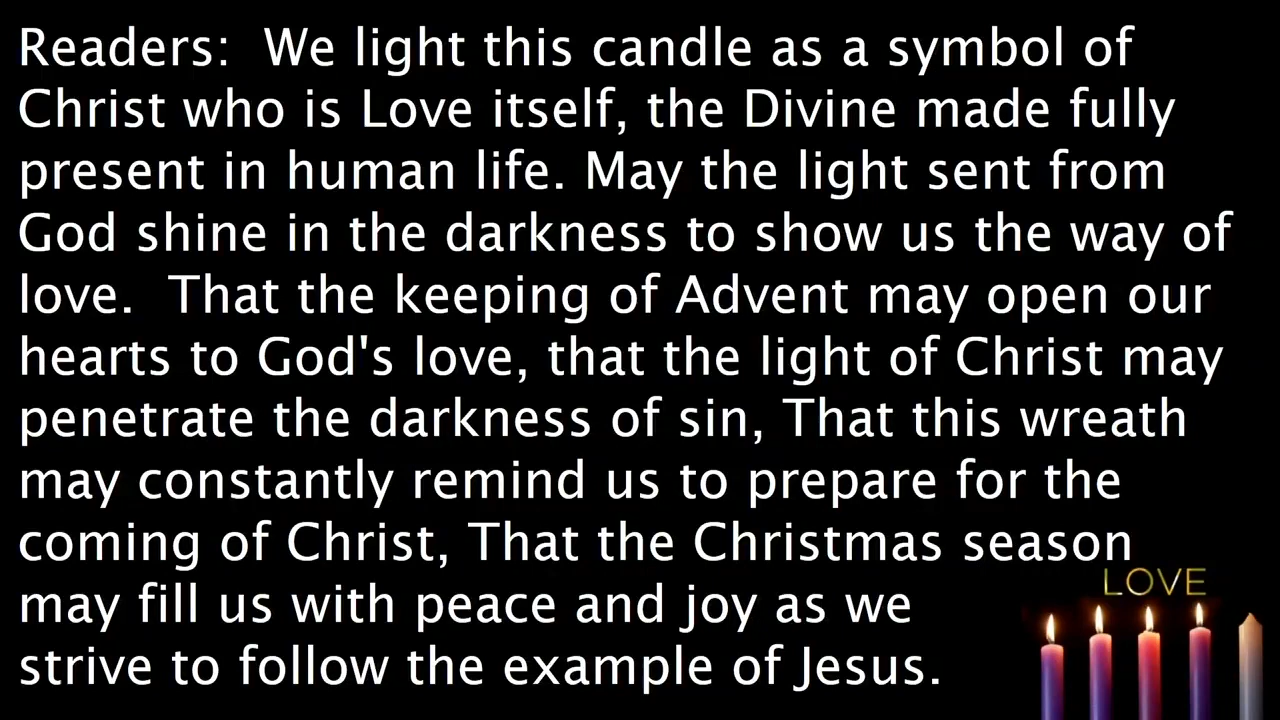 Readers:  We light this candle as a symbol of
Christ who is Love itself, the Divine made fully
present in human life. May the light sent from
God shine in the darkness to show us the way of
love.  That the keeping of Advent may open our
hearts to God's love, that the light of Christ may
penetrate the darkness of sin, That this wreath
may constantly remind us to prepare for the
coming of Christ, That the Christmas season
may fill us with peace and joy as we
strive to follow the example of Jesus.
LOVE